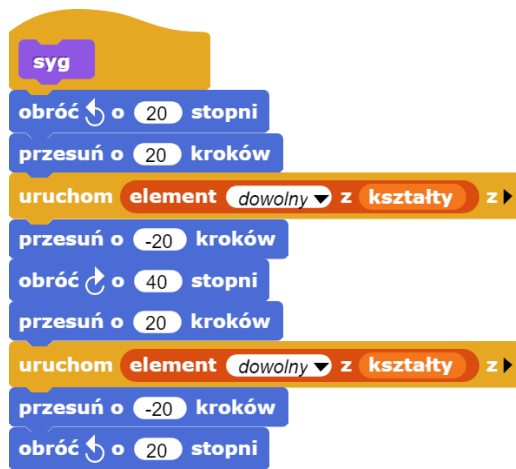 syg
obróć o 20 stopni
przesuń o 20 kroków
uruchom element dowolny z kształty z
przesuń o -20 kroków
obróć o 40 stopni
przesuń o 20 kroków
uruchom element dowolny z kształty z
przesuń o -20 kroków
obróć o 20 stopni